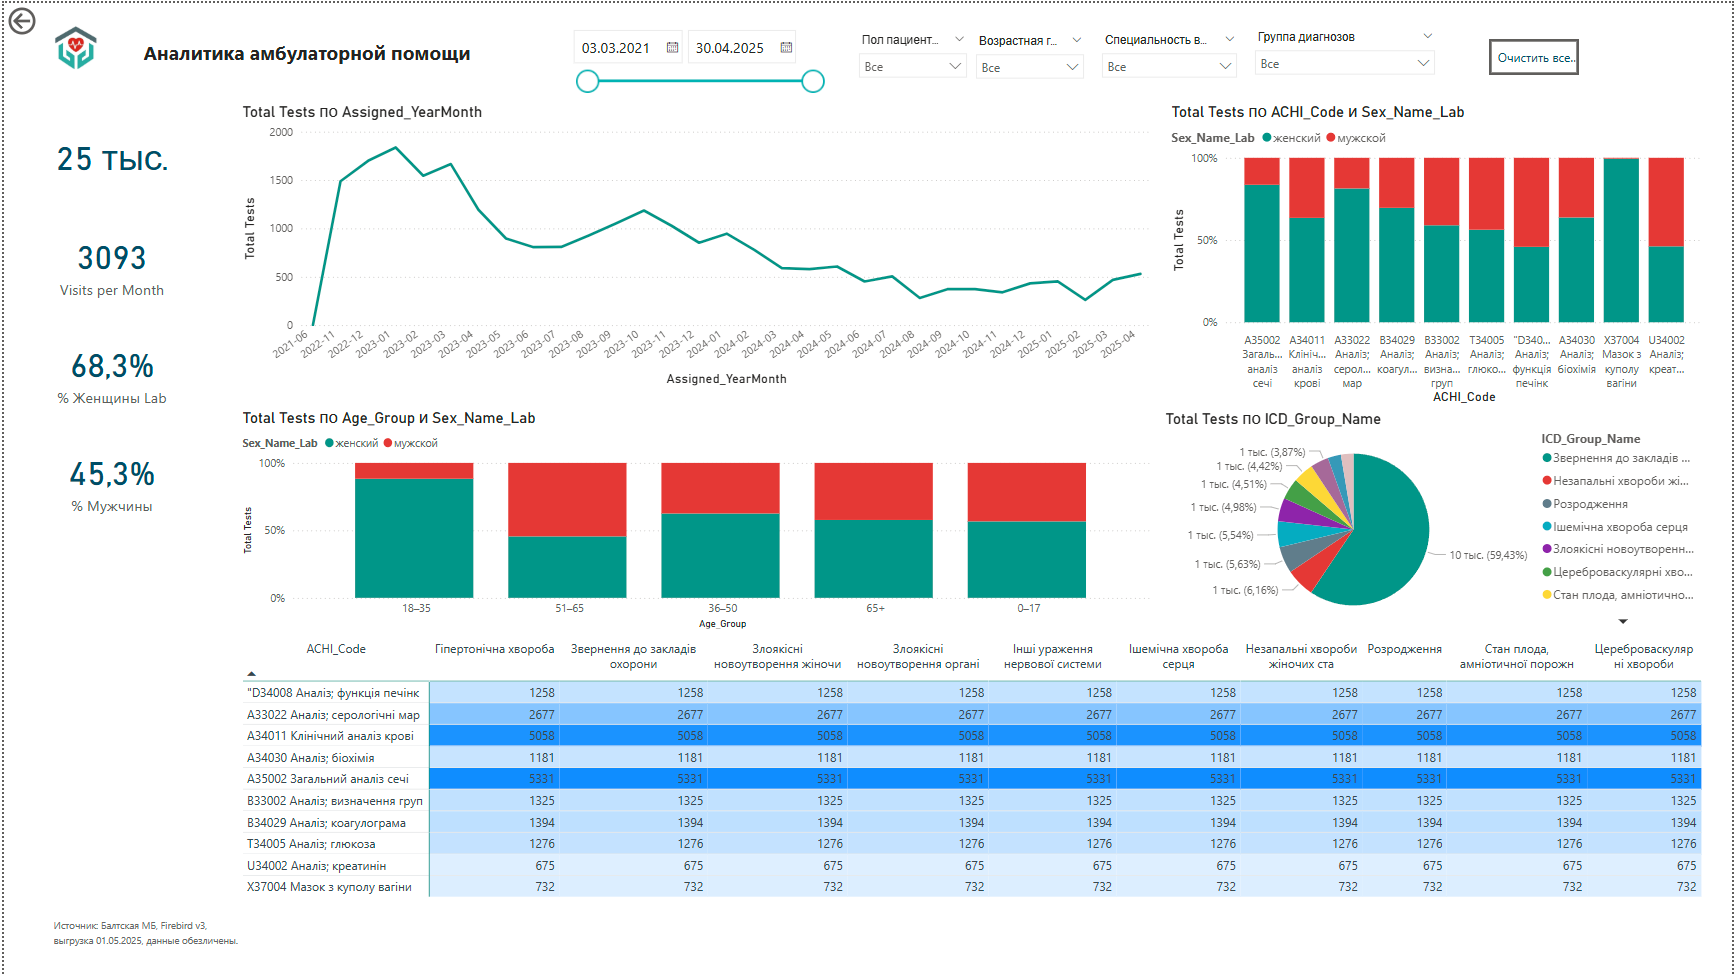 Аналитика амбулаторной помощи
03.03.2021
30.04.2025
Пол пациент...
Все
Возрастная г...
Все
Специальность в...
Все
Группа диагнозов
Все
Очистить все..
25 тыс.
3093
Visits per Month
68,3%
% Женщины Lab
45,3%
% Мужчины
Total Tests по Assigned_YearMonth
Total Tests
2000
1500
1000
500
0
2021-06 2022-11 2022-12 2023-01 2023-02 2023-03 2023-04 2023-05 2023-06 2023-07 2023-08 2023-09 2023-10 2023-11 2023-12 2024-01 2024-02 2024-03 2024-04 2024-05 2024-06 2024-07 2024-08 2024-09 2024-10 2024-11 2024-12 2025-01 2025-02 2025-03 2025-04
Assigned_YearMonth
Total Tests по ACHI_Code и Sex_Name_Lab
Sex_Name_Lab женский мужской
Total Tests
100%
50%
0%
A35002 A34011 A33022 B34029 B33002 T34005 "D340... A34030 X37004 U34002
Загаль... Клініч... Аналіз; Аналіз; Аналіз; Аналіз; Аналіз; Аналіз; Мазок з Аналіз;
аналіз аналіз серол... коагул... визна... глюко... функція біохімія куполу креат...
сечі крові мар груп печінк вагіни
ACHI_Code
Total Tests по Age_Group и Sex_Name_Lab
Sex_Name_Lab женский мужской
Total Tests
100%
50%
0%
18–35 51–65 36–50 65+ 0–17
Age_Group
Total Tests по ICD_Group_Name
1 тыс. (3,87%)
1 тыс. (4,42%)
1 тыс. (4,51%)
1 тыс. (4,98%)
1 тыс. (5,54%)
1 тыс. (5,63%)
1 тыс. (6,16%)
10 тыс. (59,43%)
ICD_Group_Name
Звернення до закладів ...
Незапальні хвороби жі...
Розродження
Ішемічна хвороба серця
Злоякісні новоутворенн...
Цереброваскулярні хво...
Стан плода, амніотично...
ACHI_Code Гіпертонічна хвороба Звернення до закладів Злоякісні Злоякісні Інші ураження Ішемічна хвороба Незапальні хвороби Розродження Стан плода, Цереброваскуляр
охорони новоутворення жіночи новоутворення органі нервової системи серця жіночих ста амніотичної порожн ні хвороби
"D34008 Аналіз; функція печінк 1258 1258 1258 1258 1258 1258 1258 1258 1258 1258
A33022 Аналіз; серологічні мар 2677 2677 2677 2677 2677 2677 2677 2677 2677 2677
A34011 Клінічний аналіз крові 5058 5058 5058 5058 5058 5058 5058 5058 5058 5058
A34030 Аналіз; біохімія 1181 1181 1181 1181 1181 1181 1181 1181 1181 1181
A35002 Загальний аналіз сечі 5331 5331 5331 5331 5331 5331 5331 5331 5331 5331
B33002 Аналіз; визначення груп 1325 1325 1325 1325 1325 1325 1325 1325 1325 1325
B34029 Аналіз; коагулограма 1394 1394 1394 1394 1394 1394 1394 1394 1394 1394
T34005 Аналіз; глюкоза 1276 1276 1276 1276 1276 1276 1276 1276 1276 1276
U34002 Аналіз; креатинін 675 675 675 675 675 675 675 675 675 675
X37004 Мазок з куполу вагіни 732 732 732 732 732 732 732 732 732 732
Источник: Балтская МБ, Firebird v3,
выгрузка 01.05.2025, данные обезличены.